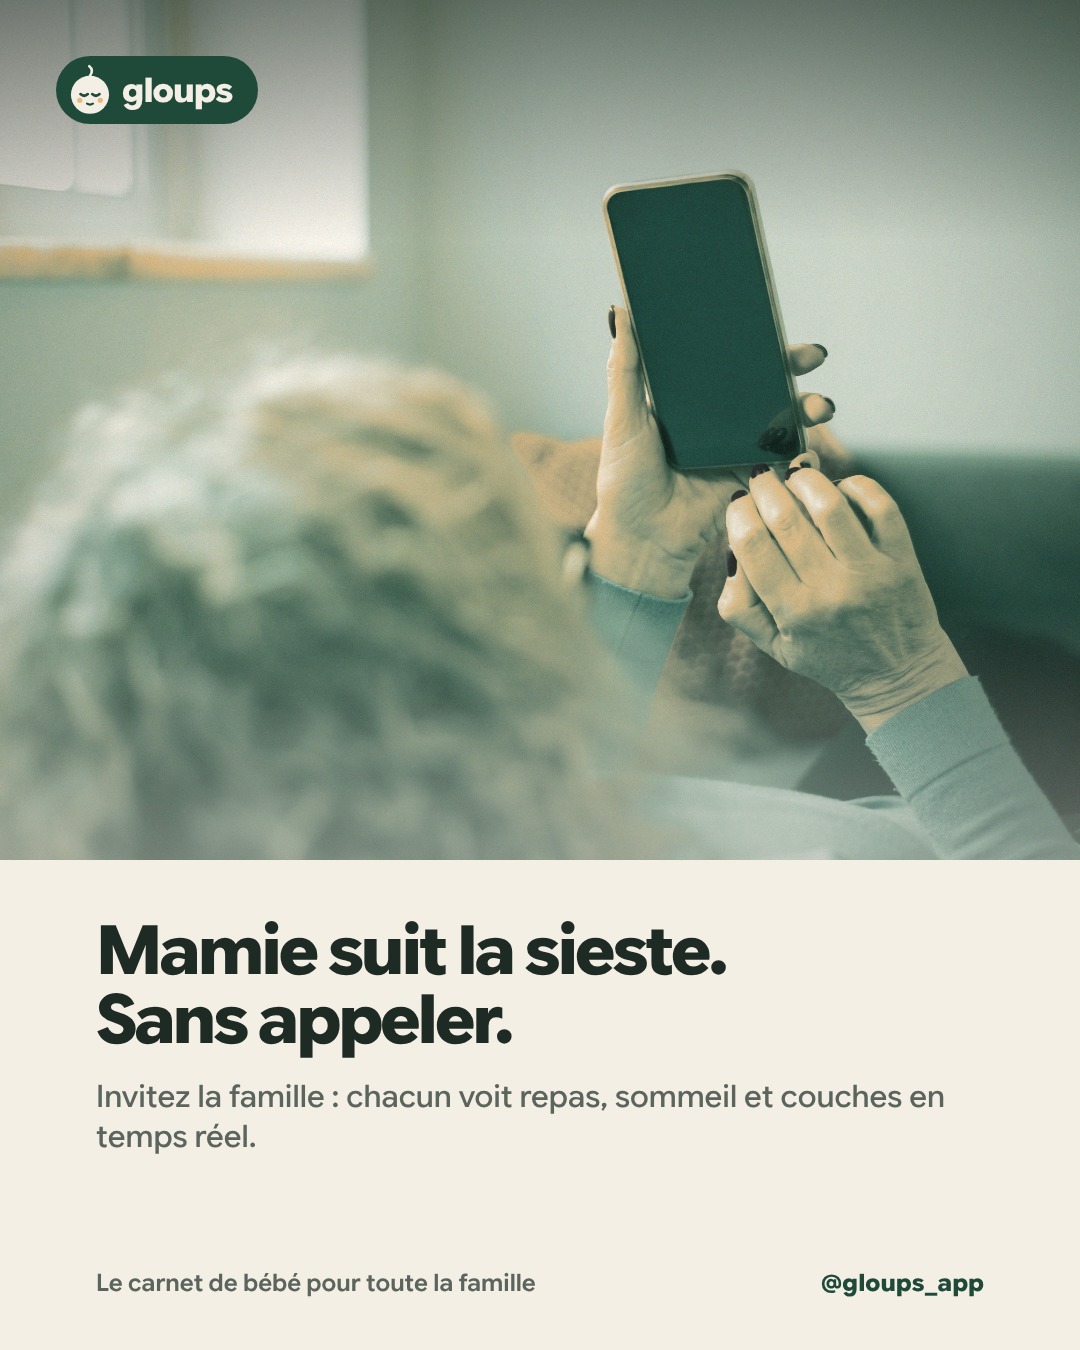 gloups
Mamie suit la sieste.
Sans appeler.
Invitez la famille : chacun voit repas, sommeil et couches en
temps réel.
Le carnet de bébé pour toute la famille
@gloups_app